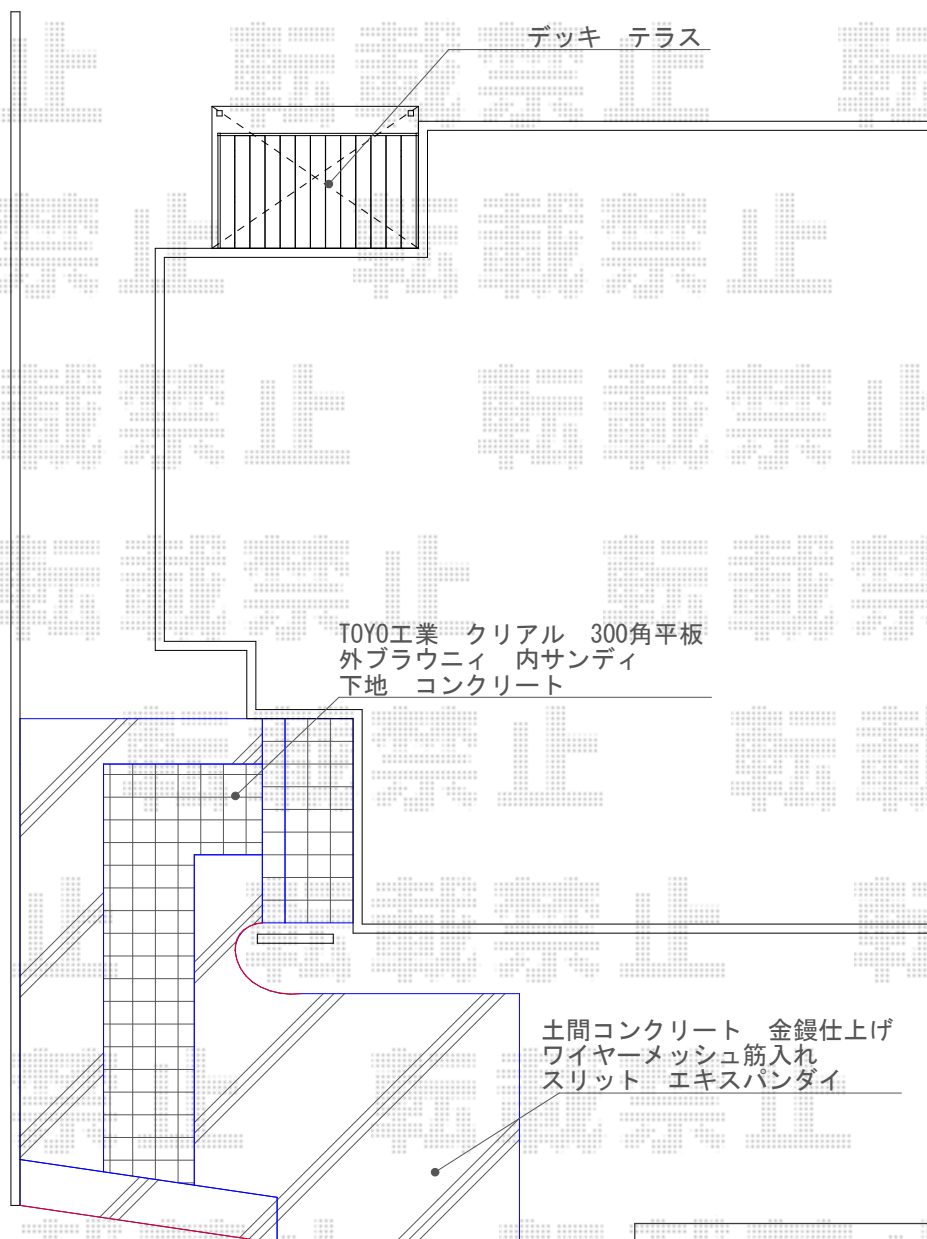 デッキ　テラス
TOYO工業　クリアル　300角平板
外ブラウニィ　内サンディ
下地　コンクリート
土間コンクリート　金鏝仕上げ
ワイヤーメッシュ筋入れ
スリット　エキスパンダイ
転載禁止